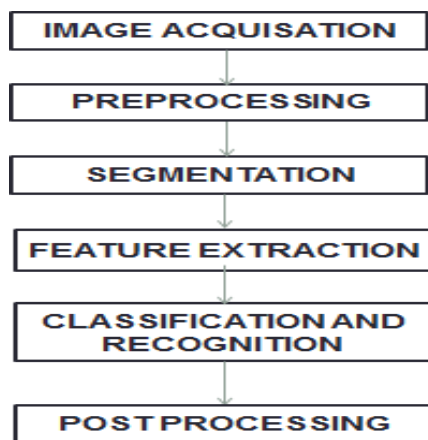 IMAGE ACQUISATION
PREPROCESSING
SEGMENTATION
FEATURE EXTRACTION
CLASSIFICATION AND
RECOGNITION
POST PROCESSING